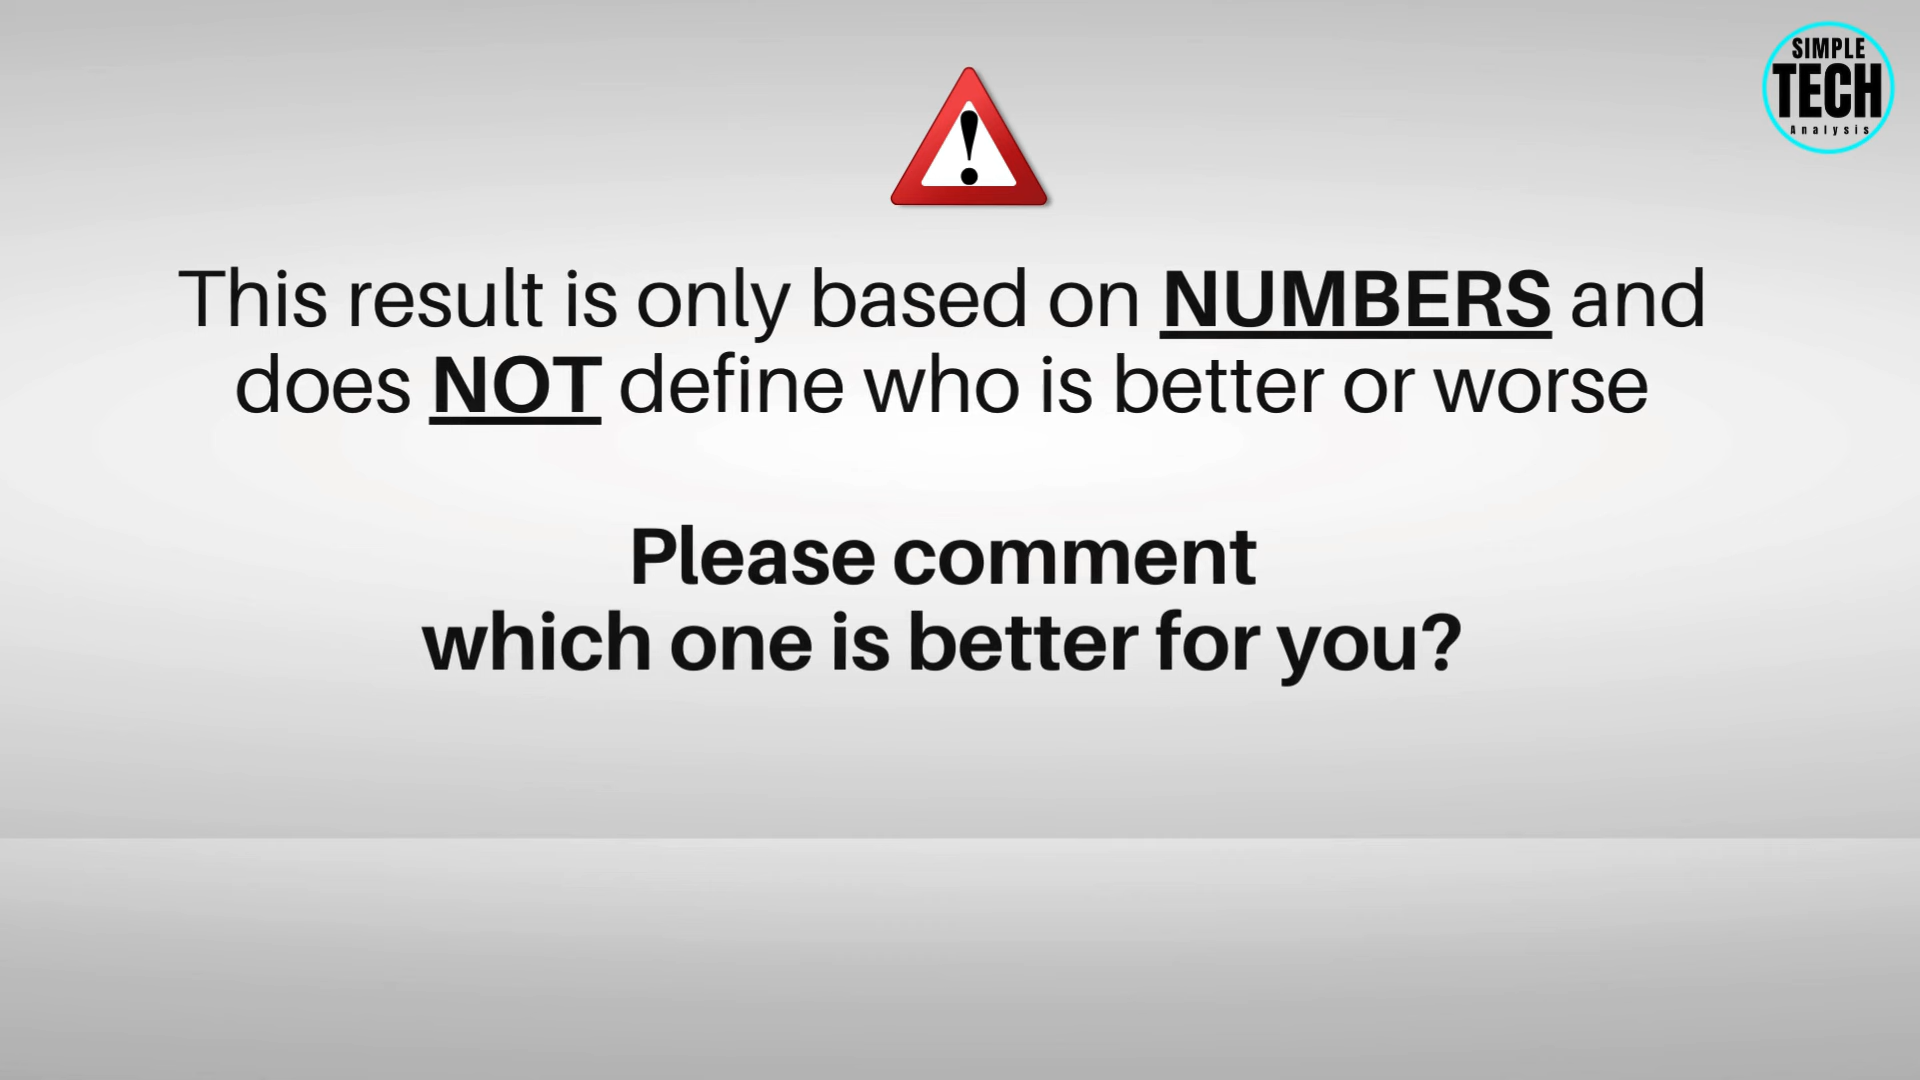 SIMPLE
TECH
Analysis
!
This result is only based on NUMBERS and
does NOT define who is better or worse
Please comment
which one is better for you?